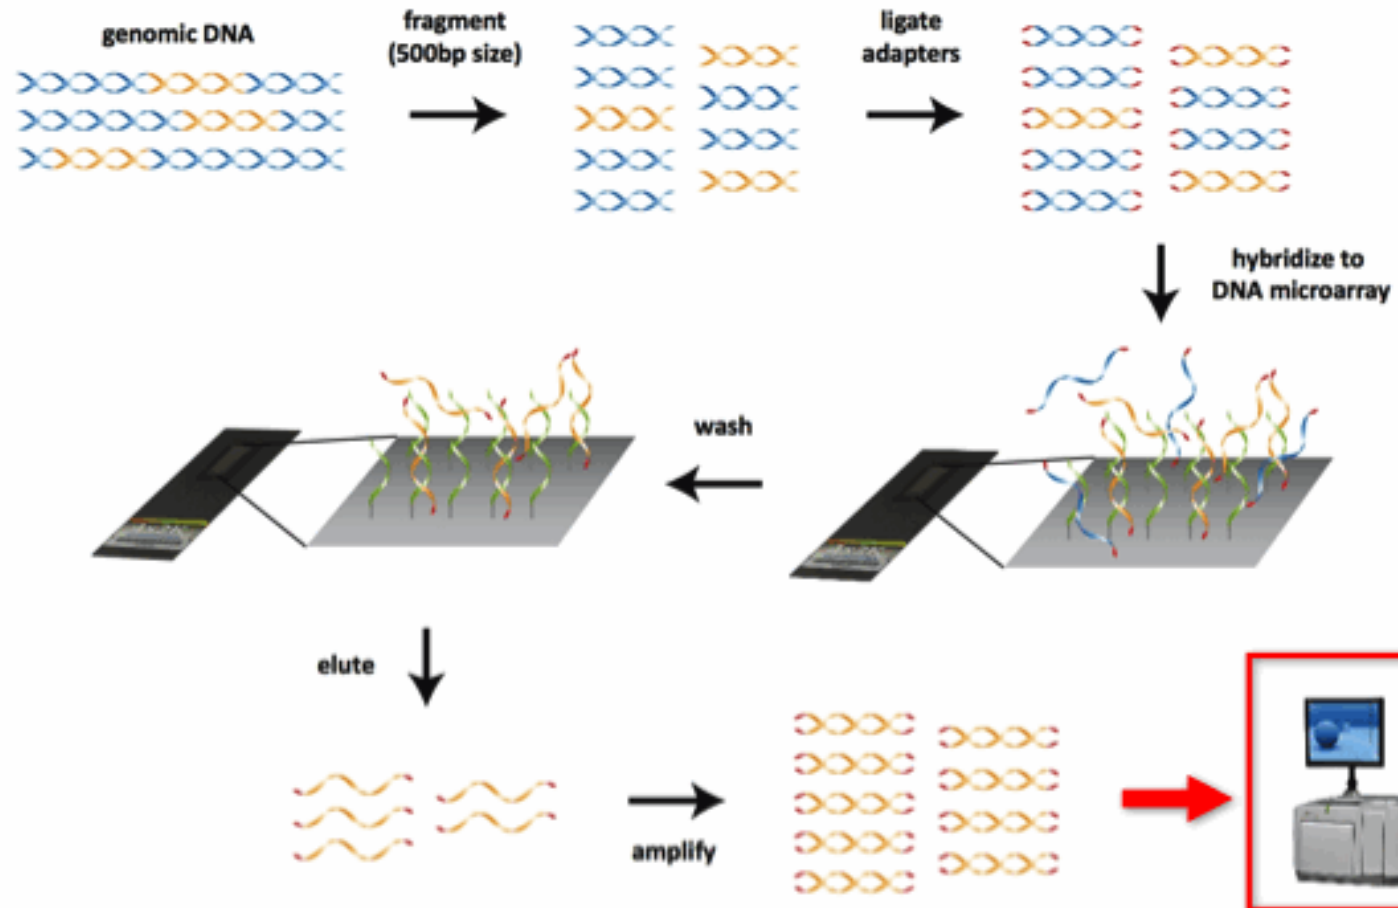 genomic DNA
fragment
(500bp size)
ligate
adapters
hybridize to
DNA microarray
wash
elute
amplify